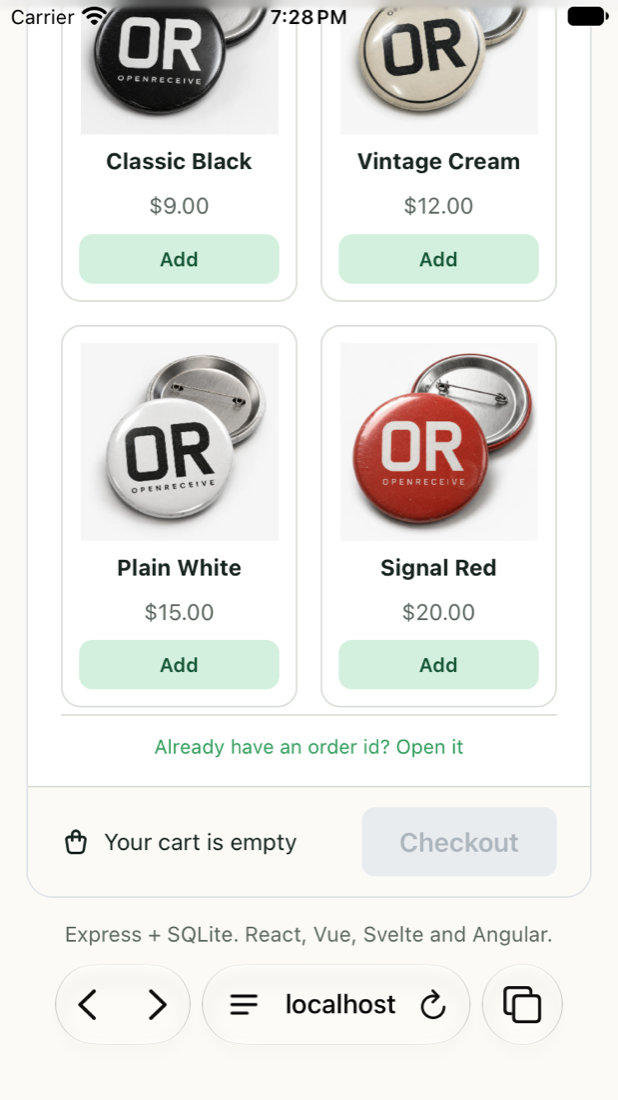 Carrier 7:28 PM
OR OR
OPENRECEIVE
Classic Black Vintage Cream
$9.00 $12.00
Add Add
OR OR
OPENRECEIVE OPENRECEIVE
Plain White Signal Red
$15.00 $20.00
Add Add
Already have an order id? Open it
Your cart is empty Checkout
Express + SQLite. React, Vue, Svelte and Angular.
localhost